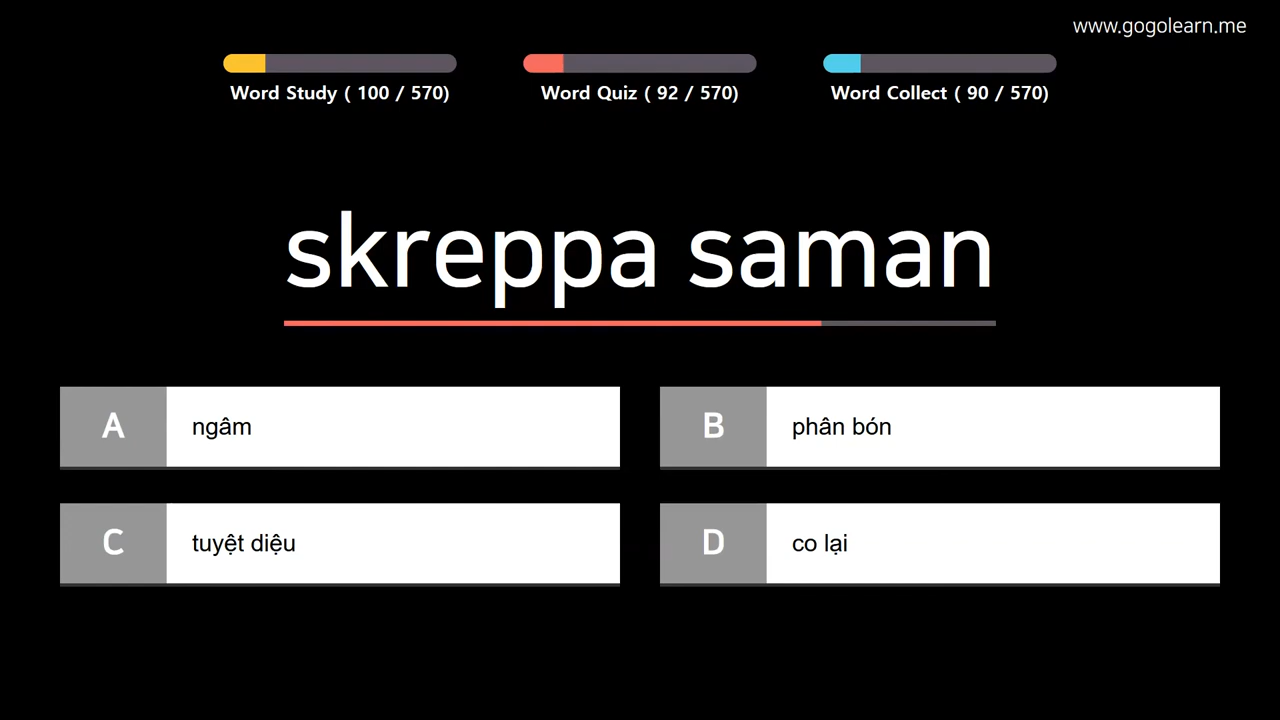 www.gogolearn.me
Word Study ( 100 / 570)
Word Quiz ( 92 / 570)
Word Collect ( 90 / 570)
skreppa saman
A ngâm
B phân bón
C tuyệt diệu
D co lại